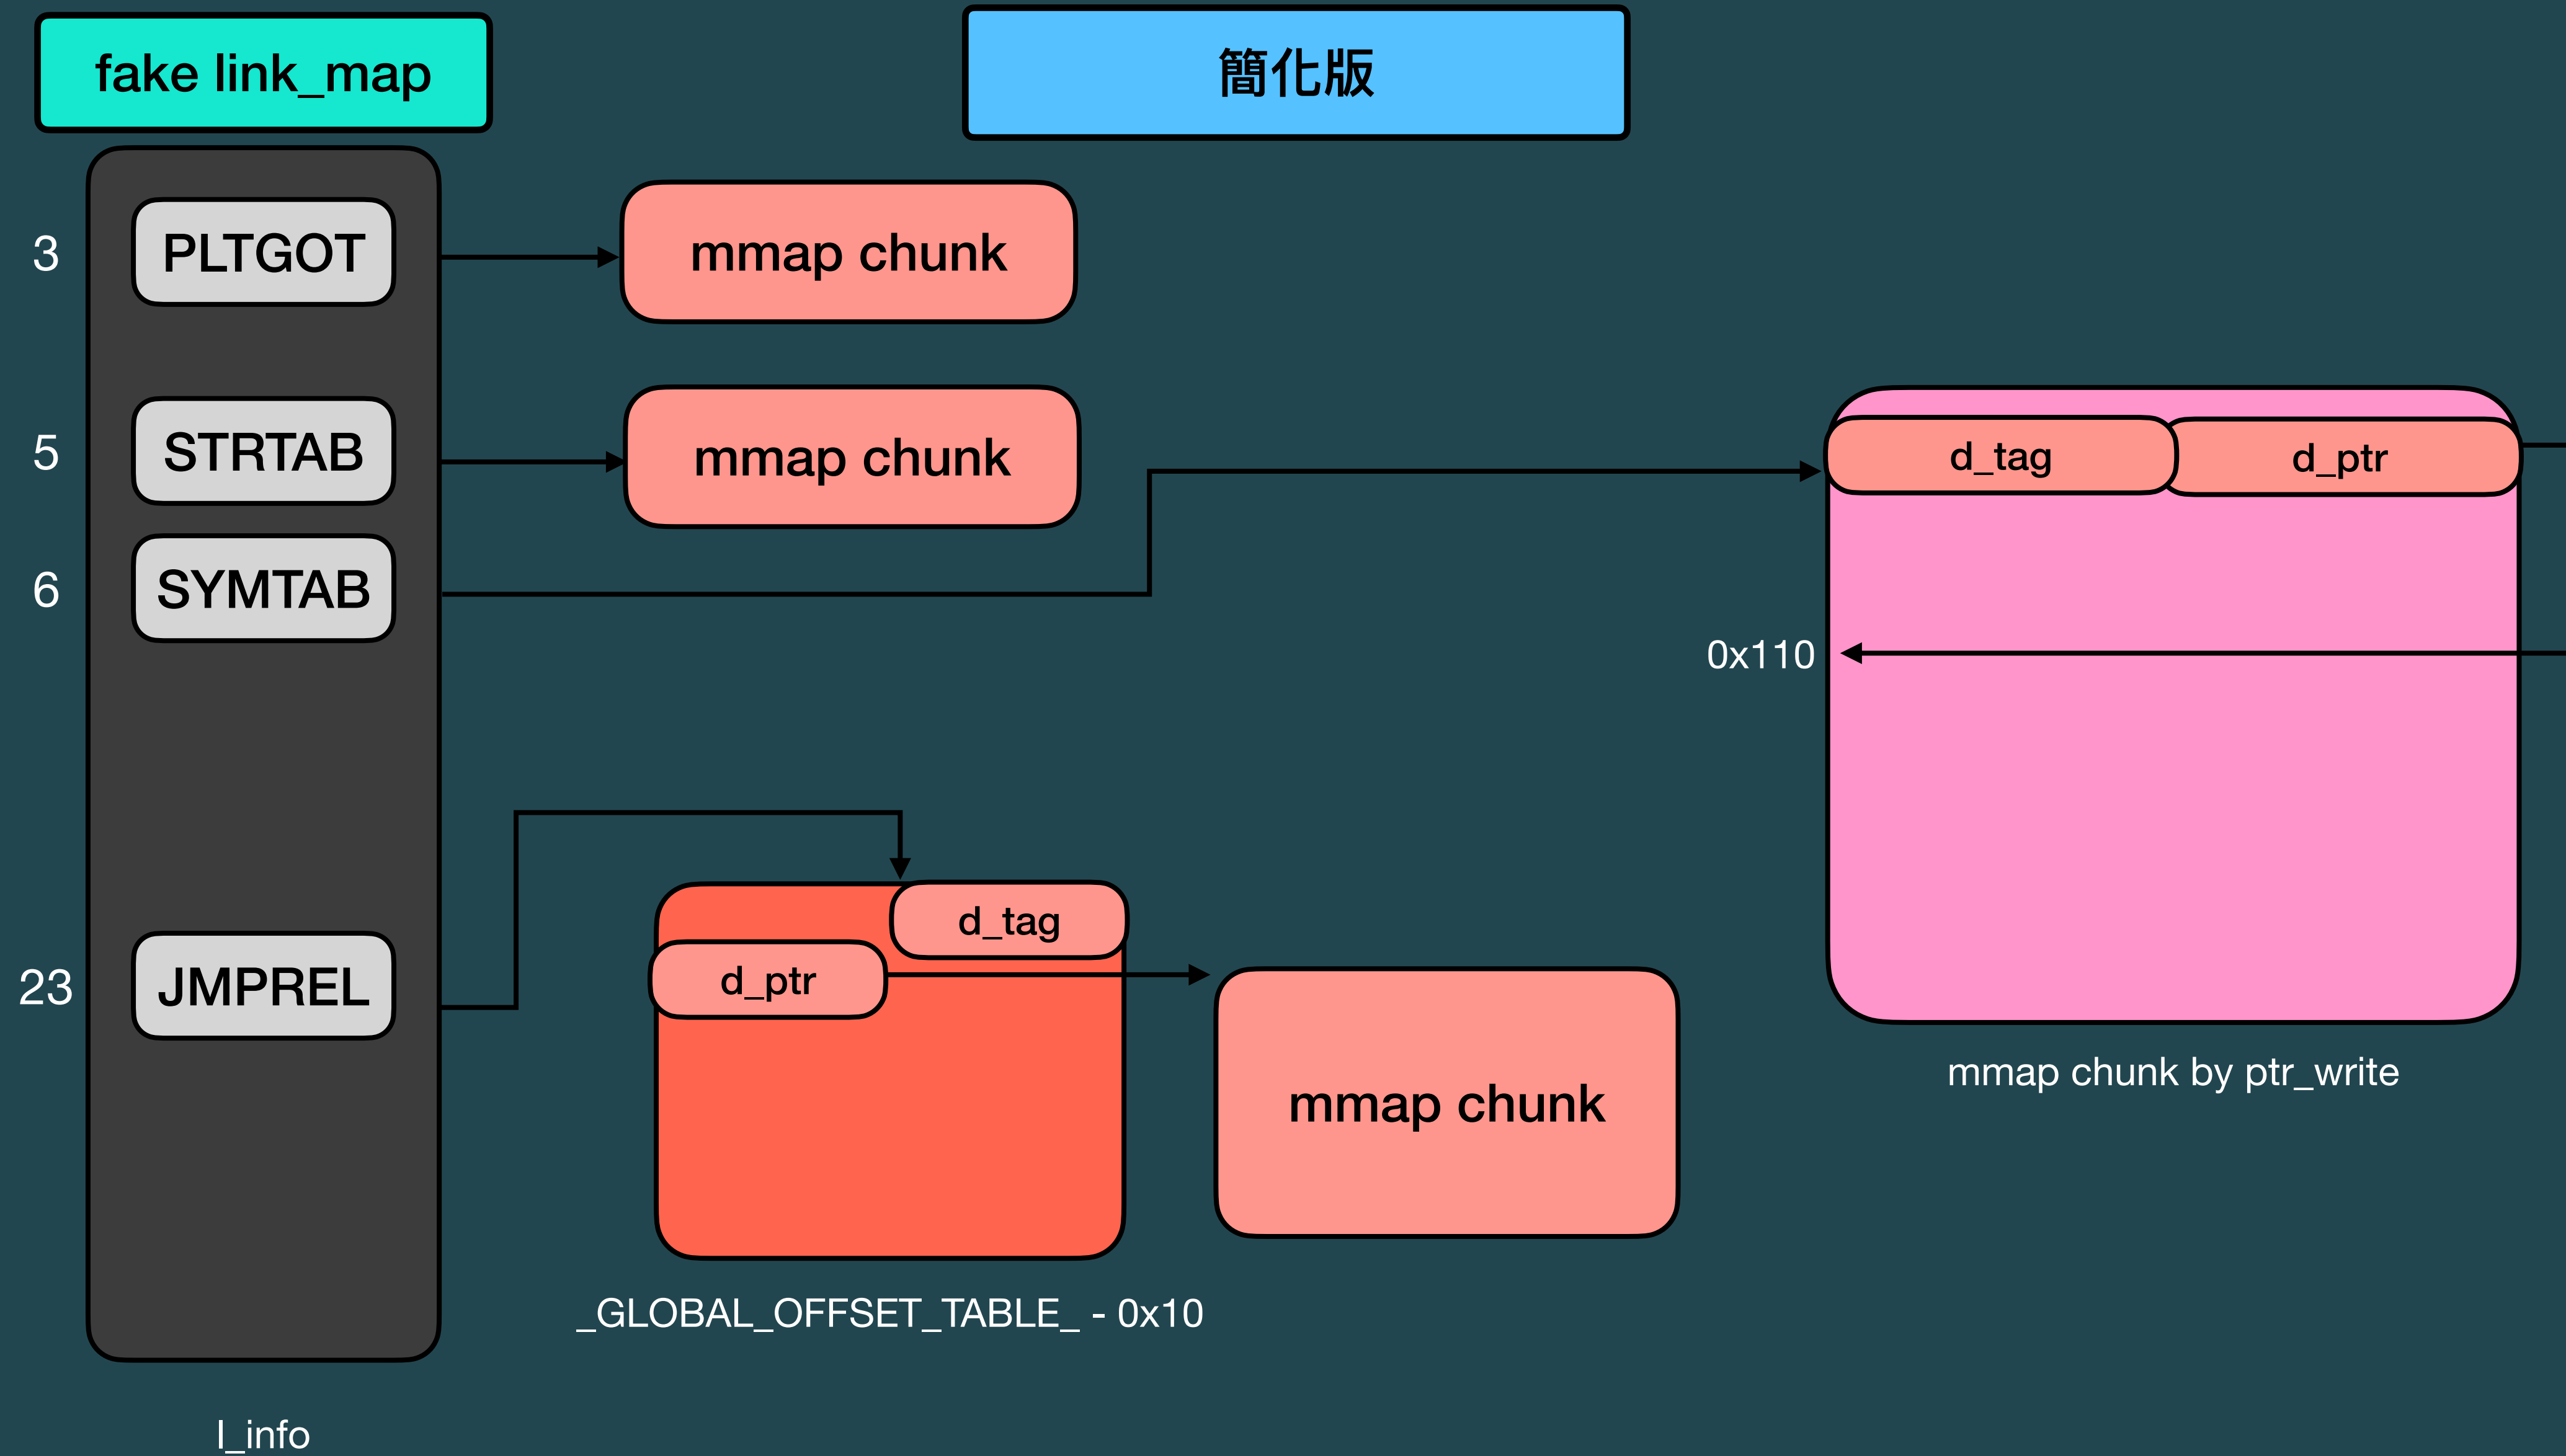 fake link_map
簡化版
3
PLTGOT
mmap chunk
5
STRTAB
mmap chunk
d_tag
d_ptr
6
SYMTAB
0x110
d_tag
d_ptr
23
JMPREL
mmap chunk
mmap chunk by ptr_write
_GLOBAL_OFFSET_TABLE_ - 0x10
l_info